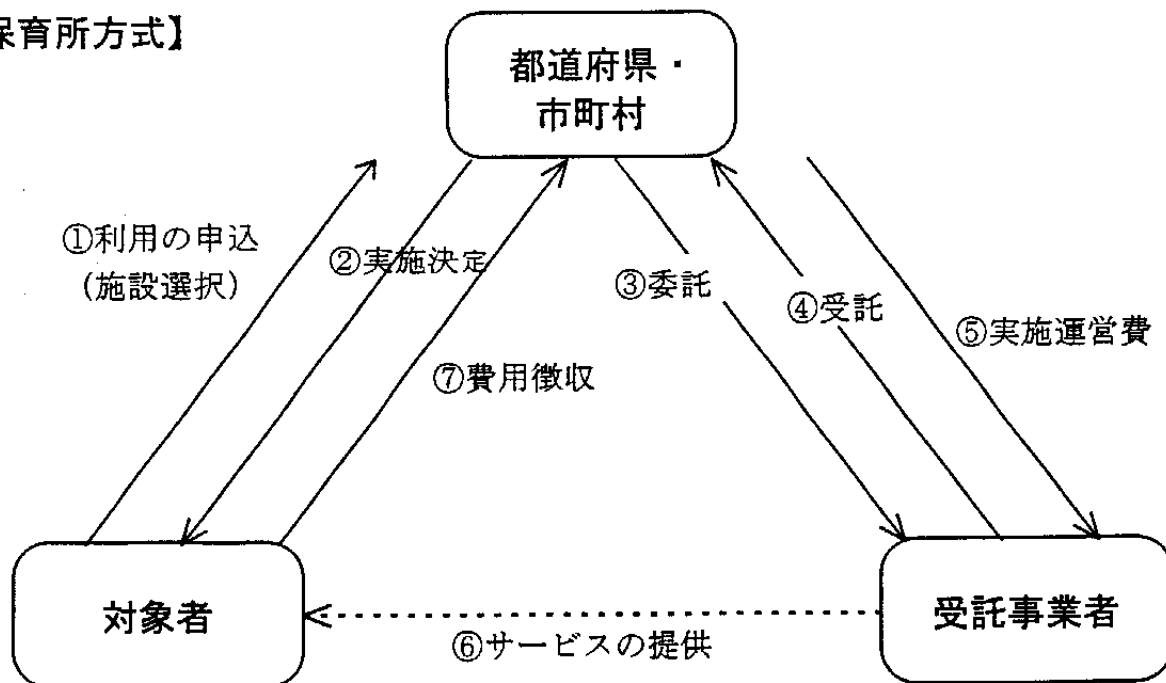 保育所方式】
都道府県・
市町村
①利用の申込
(施設選択)
②実施決定
③委託
④受託
⑤実施運営費
⑦費用徴収
対象者
受託事業者
⑥サービスの提供